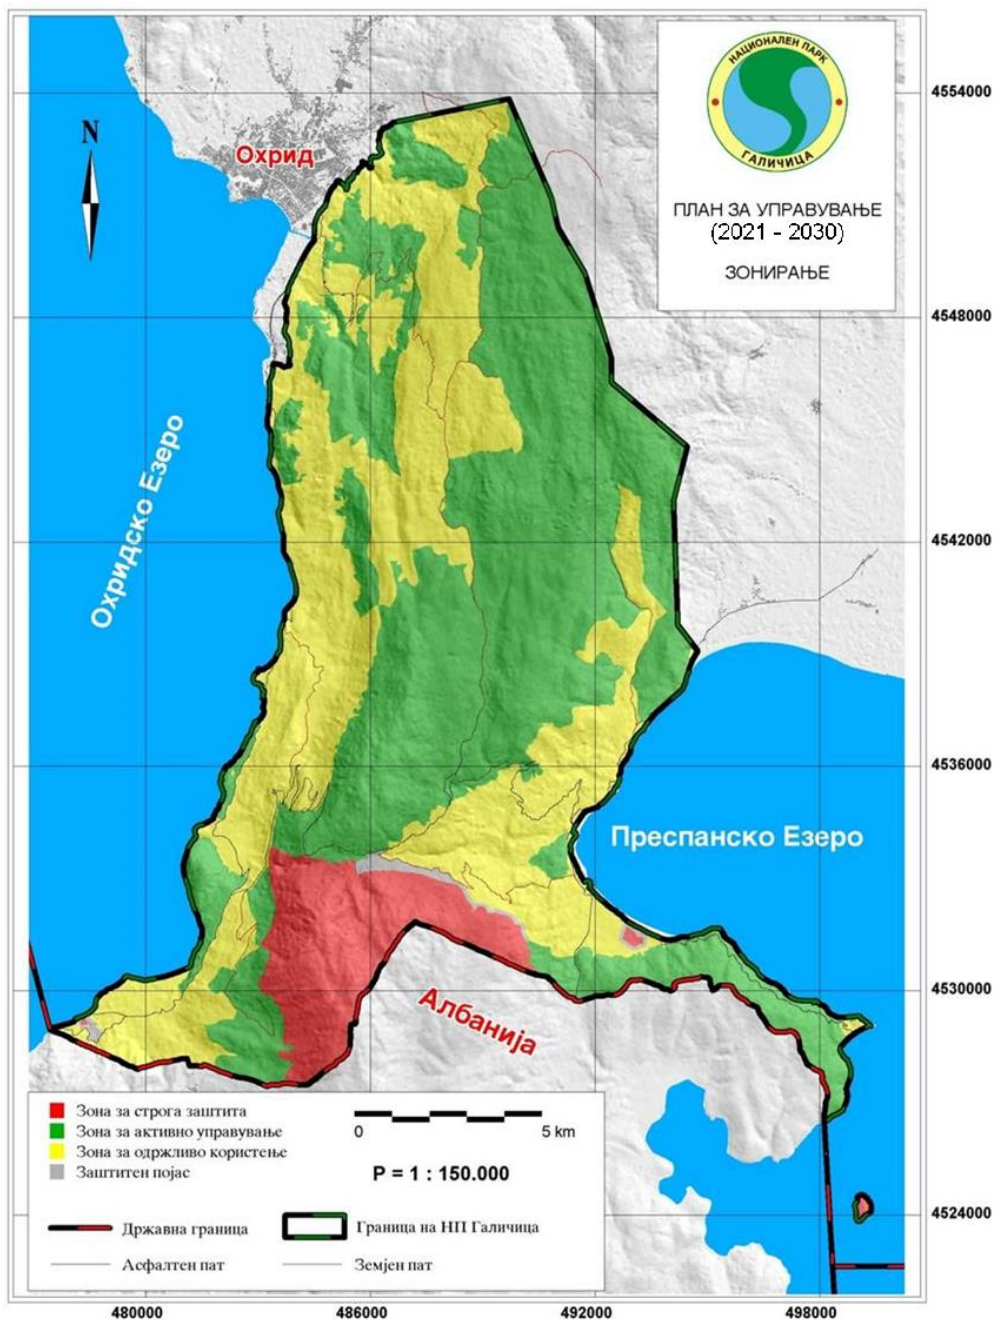 НАЦИОНАЛЕН ПАРК
ГАЛИЧИЦА
ПЛАН ЗА УПРАВУВАЊЕ
(2021 - 2030)
ЗОНИРАЊЕ
N
Охрид
Охридско Езеро
Преспанско Езеро
Албанија
4554000
4548000
4542000
4536000
4530000
4524000
Зона за строга заштита
Зона за активно управување
Зона за одржливо користење
Заштитен појас
0 5 km
Р = 1 : 150.000
Државна граница
Граница на НП Галичица
Асфалтен пат
Земјен пат
480000 486000 492000 498000